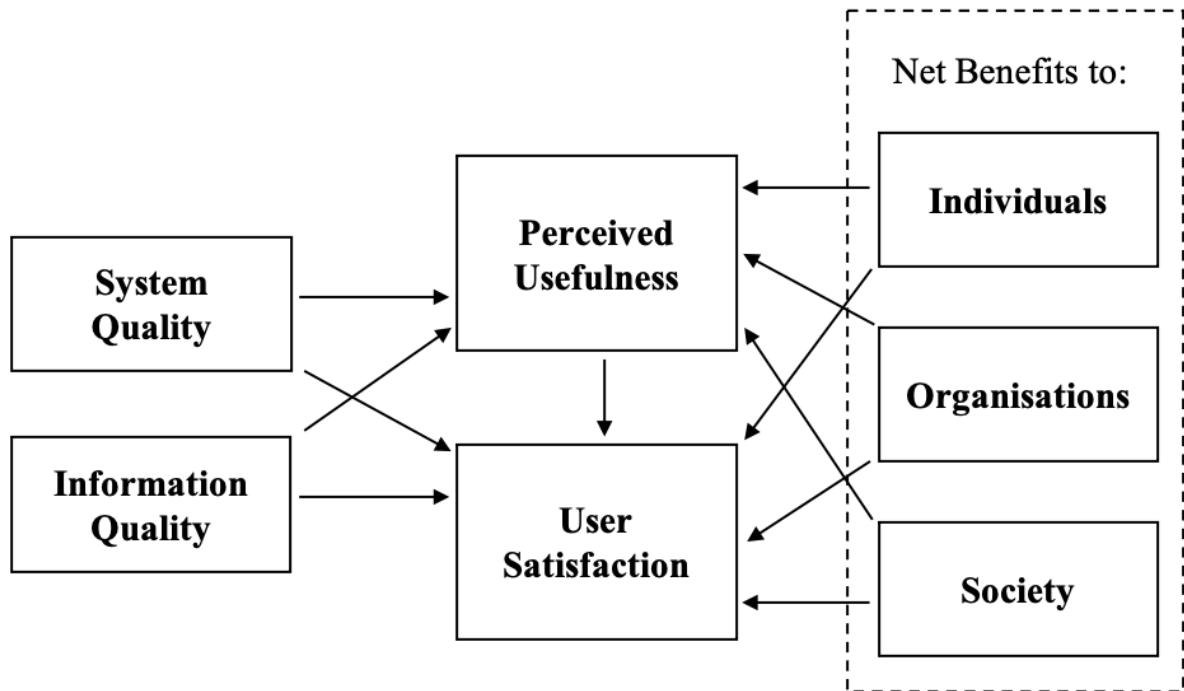 Net Benefits to:
Individuals
Perceived
Usefulness
System
Quality
Organisations
Information
Quality
User
Satisfaction
Society